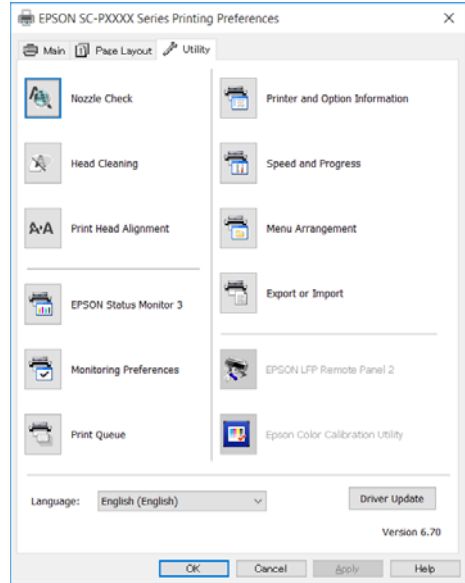 EPSON SC-PXXXX Series Printing Preferences
Main
Page Layout
Utility
Nozzle Check
Printer and Option Information
Head Cleaning
Speed and Progress
Print Head Alignment
Menu Arrangement
EPSON Status Monitor 3
Export or Import
Monitoring Preferences
EPSON LFP Remote Panel 2
Print Queue
Epson Color Calibration Utility
Language:
English (English)
Driver Update
Version 6.70
OK
Cancel
Apply
Help